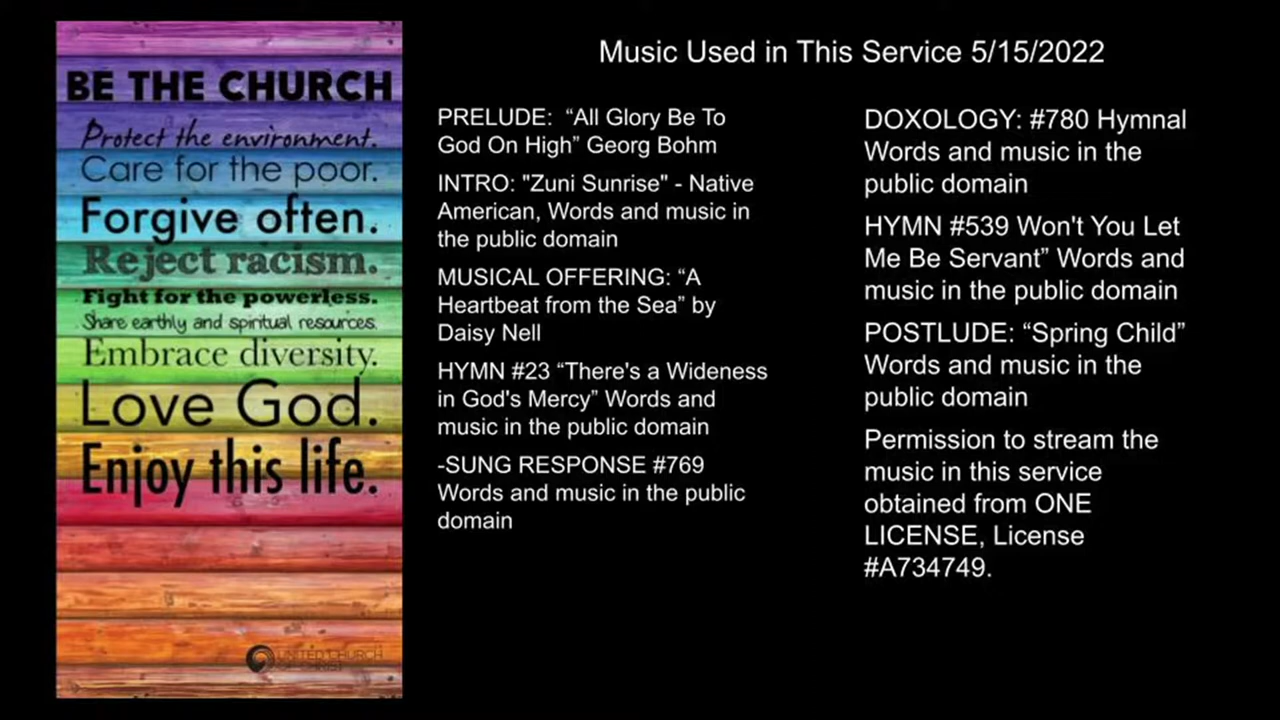 BE THE CHURCH
Protect the environment.
Care for the poor.
Forgive often.
Reject racism.
Fight for the powerless.
Share earthly and spiritual resources.
Embrace diversity.
Love God.
Enjoy this life.
UNITED CHURCH
OF CHRIST
Music Used in This Service 5/15/2022
PRELUDE:  “All Glory Be To
God On High” Georg Bohm
INTRO: "Zuni Sunrise" - Native
American, Words and music in
the public domain
MUSICAL OFFERING: “A
Heartbeat from the Sea” by
Daisy Nell
HYMN #23 “There's a Wideness
in God's Mercy” Words and
music in the public domain
-SUNG RESPONSE #769
Words and music in the public
domain
DOXOLOGY: #780 Hymnal
Words and music in the
public domain
HYMN #539 Won't You Let
Me Be Servant” Words and
music in the public domain
POSTLUDE: “Spring Child”
Words and music in the
public domain
Permission to stream the
music in this service
obtained from ONE
LICENSE, License
#A734749.